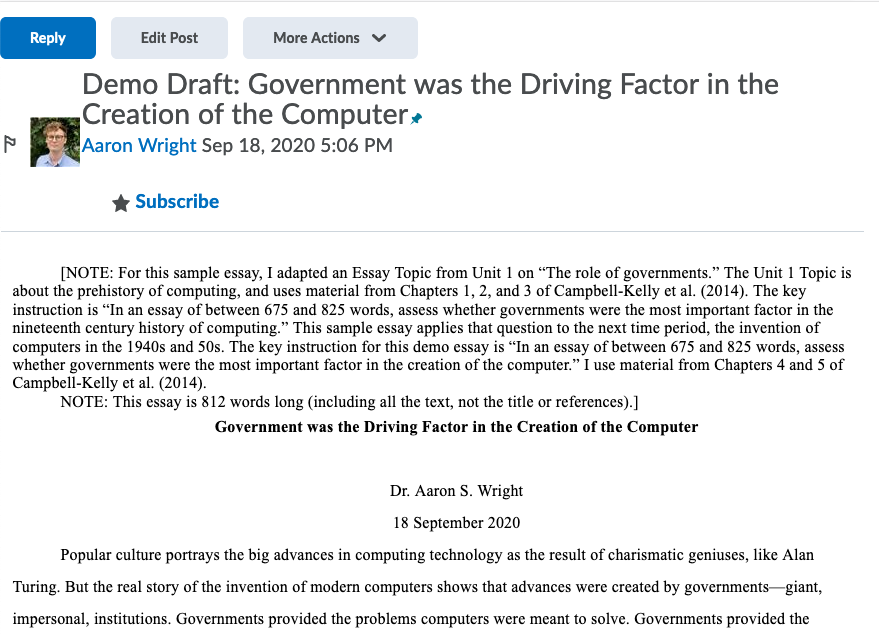 Reply
Edit Post
More Actions
Demo Draft: Government was the Driving Factor in the
Creation of the Computer
Aaron Wright Sep 18, 2020 5:06 PM
Subscribe
[NOTE: For this sample essay, I adapted an Essay Topic from Unit 1 on “The role of governments.” The Unit 1 Topic is
about the prehistory of computing, and uses material from Chapters 1, 2, and 3 of Campbell-Kelly et al. (2014). The key
instruction is “In an essay of between 675 and 825 words, assess whether governments were the most important factor in the
nineteenth century history of computing.” This sample essay applies that question to the next time period, the invention of
computers in the 1940s and 50s. The key instruction for this demo essay is “In an essay of between 675 and 825 words, assess
whether governments were the most important factor in the creation of the computer.” I use material from Chapters 4 and 5 of
Campbell-Kelly et al. (2014).
NOTE: This essay is 812 words long (including all the text, not the title or references).]
Government was the Driving Factor in the Creation of the Computer
Dr. Aaron S. Wright
18 September 2020
Popular culture portrays the big advances in computing technology as the result of charismatic geniuses, like Alan
Turing. But the real story of the invention of modern computers shows that advances were created by governments—giant,
impersonal, institutions. Governments provided the problems computers were meant to solve. Governments provided the